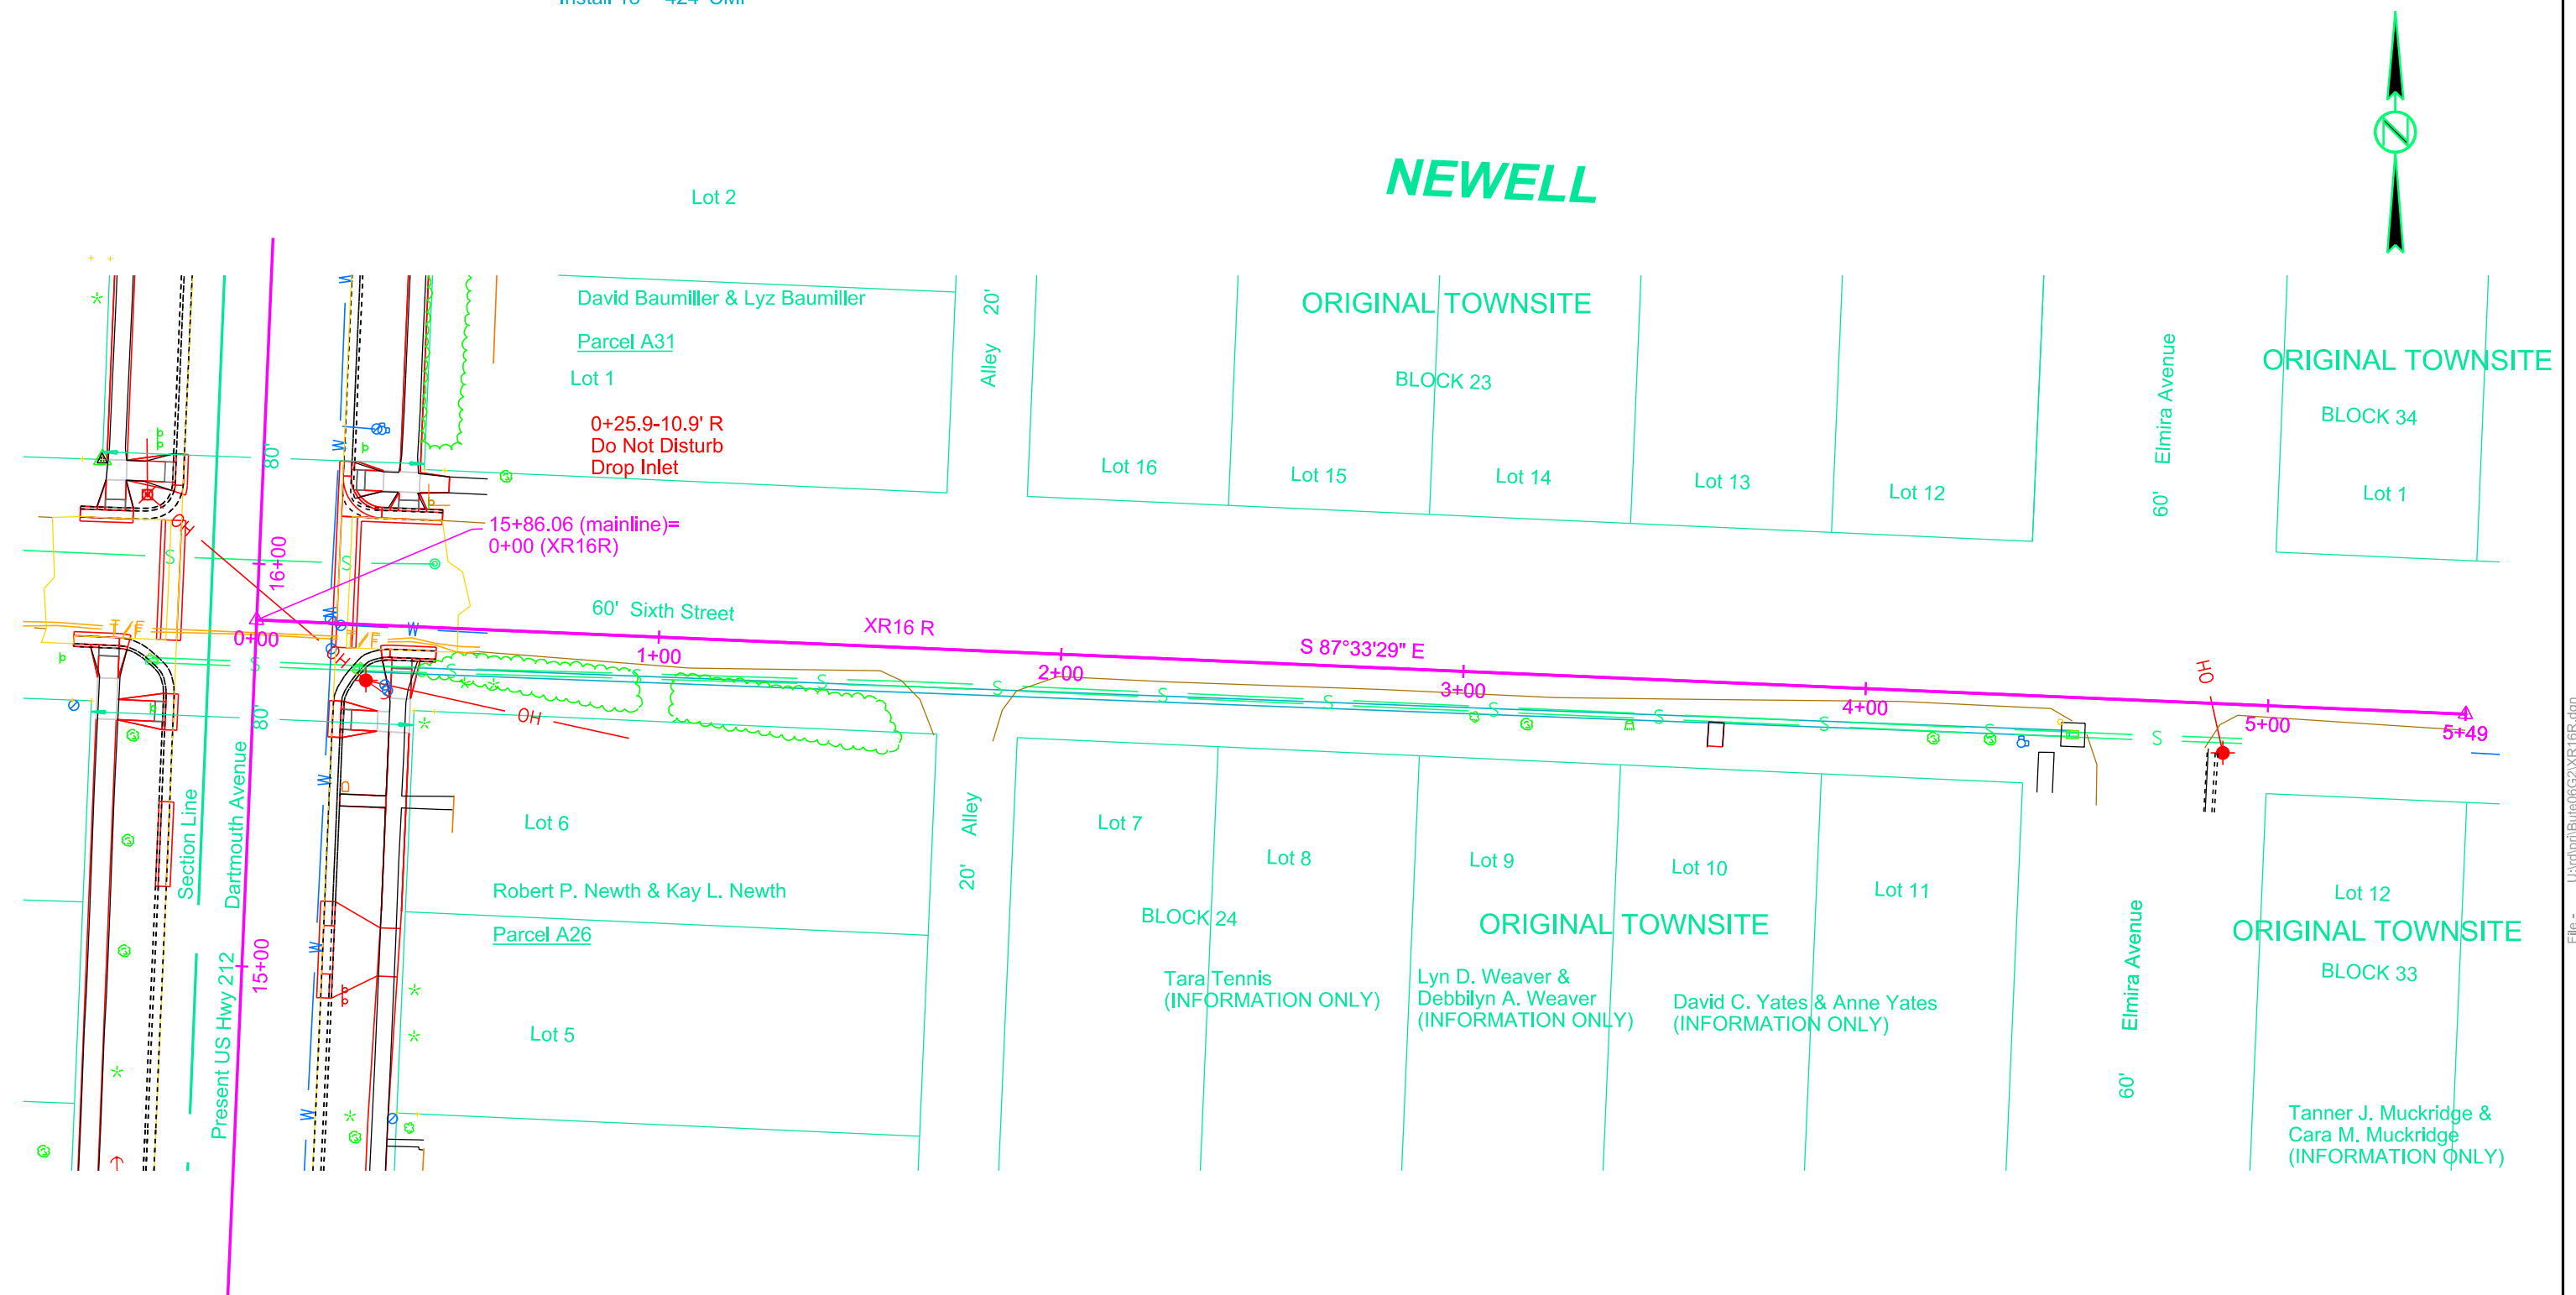 NEWELL
Lot 2
David Baumiller & Lyz Baumiller
Parcel A31
Lot 1
0+25.9-10.9' R
Do Not Disturb
Drop Inlet
15+86.06 (mainline)=
0+00 (XR16R)
Alley 20'
ORIGINAL TOWNSITE
BLOCK 23
Lot 16
Lot 15
Lot 14
Lot 13
Lot 12
60' Elmira Avenue
ORIGINAL TOWNSITE
BLOCK 34
Lot 1
80'
W
W
OH
S
S
16+00
60' Sixth Street
XR16 R
S 87°33'29" E
T/F
T/F
W
W
0+00
1+00
2+00
3+00
4+00
5+00
5+49
OH
OH
OH
S
S
S
S
S
S
S
S
S
S
S
80'
W
W
W
W
Section Line
Dartmouth Avenue
Present US Hwy 212
15+00
Lot 6
Robert P. Newth & Kay L. Newth
Parcel A26
Lot 5
20' Alley
Lot 7
Lot 8
Lot 9
Lot 10
Lot 11
BLOCK 24
ORIGINAL TOWNSITE
Tara Tennis
(INFORMATION ONLY)
Lyn D. Weaver &
Debbilyn A. Weaver
(INFORMATION ONLY)
David C. Yates & Anne Yates
(INFORMATION ONLY)
60' Elmira Avenue
Lot 12
ORIGINAL TOWNSITE
BLOCK 33
Tanner J. Muckridge &
Cara M. Muckridge
(INFORMATION ONLY)
File -